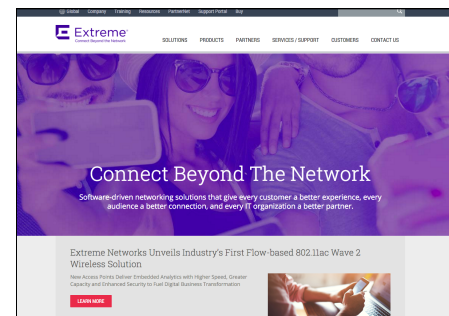 Global Company Training Resources PartnerNet Support Portal Buy
Extreme
Connect Beyond the Network
SOLUTIONS PRODUCTS PARTNERS SERVICES / SUPPORT CUSTOMERS CONTACT US
Connect Beyond The Network
Software-driven networking solutions that give every customer a better experience, every
audience a better connection, and every IT organization a better partner.
Extreme Networks Unveils Industry's First Flow-based 802.11ac Wave 2
Wireless Solution
New Access Points Deliver Embedded Analytics with Higher Speed, Greater
Capacity and Enhanced Security to Fuel Digital Business Transformation
LEARN MORE